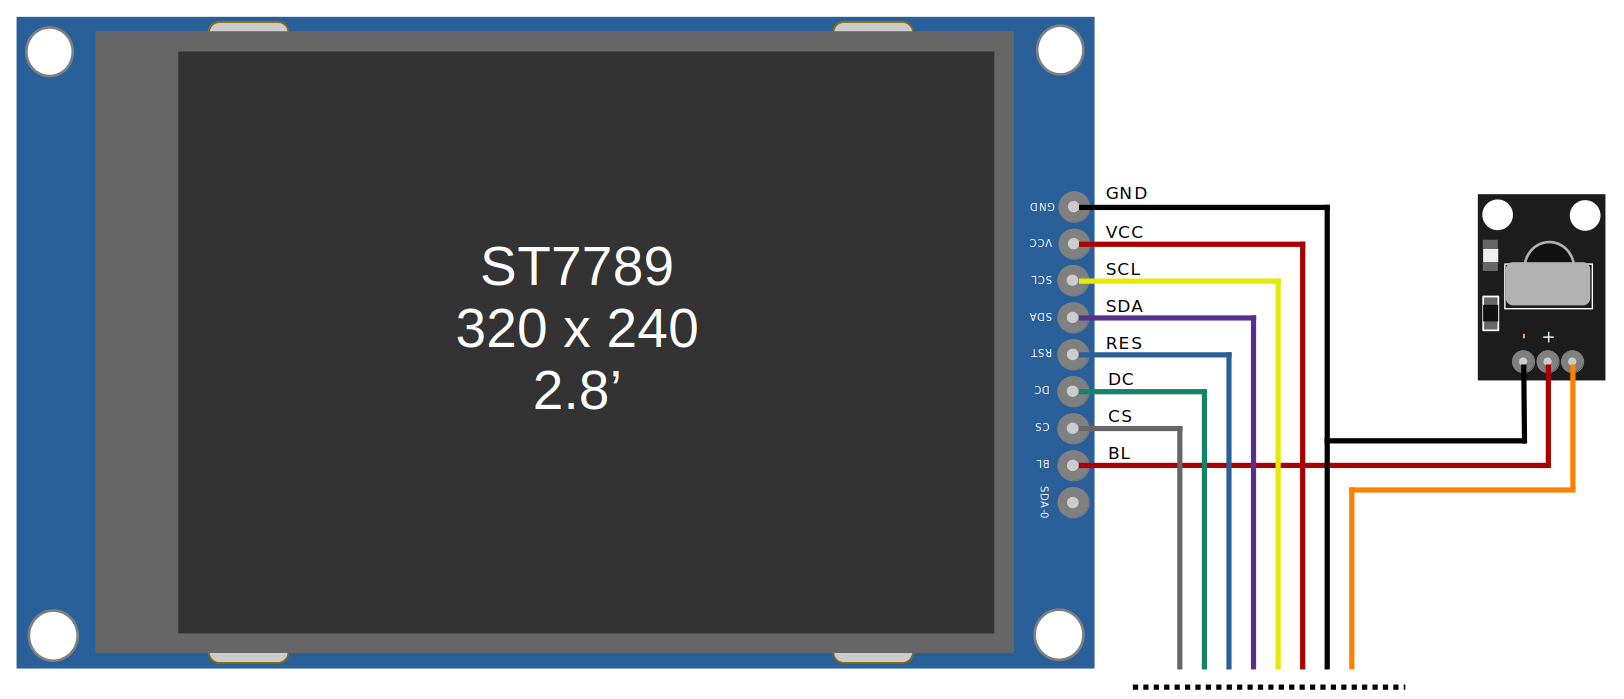 ST7789
320 x 240
2.8’
GND
VCC
SCL
SDA
RST
DC
CS
BL
SDA-0
GND
VCC
SCL
SDA
RES
DC
CS
BL
- +